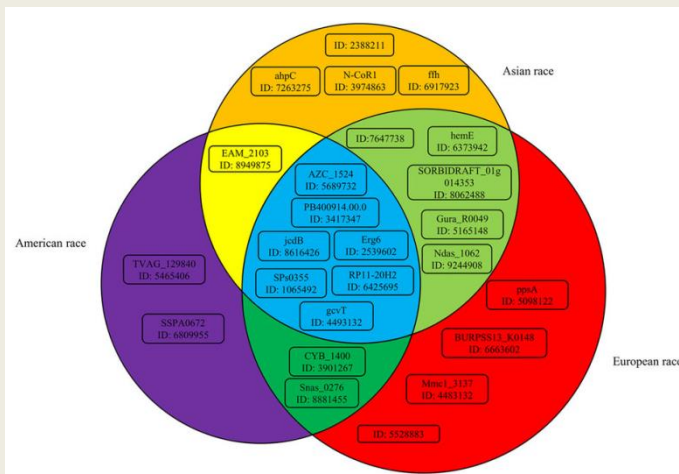 ID: 2388211
Asian race
ahpC
ID: 7263275
N-CoR1
ID: 3974863
ffh
ID: 6917923
ID:7647738
hemE
ID: 6373942
EAM_2103
ID: 8949875
AZC_1524
ID: 5689732
SORBIDRAFT_01g
014353
ID: 8062488
PB400914.00.0
ID: 3417347
Gura_R0049
ID: 5165148
American race
jcdB
ID: 8616426
Erg6
ID: 2539602
Ndas_1062
ID: 9244908
TVAG_129840
ID: 5465406
SPs0355
ID: 1065492
RP11-20H2
ID: 6425695
ppsA
ID: 5098122
gcvT
ID: 4493132
SSPA0672
ID: 6809955
BURPSS13_K0148
ID: 6663602
CYB_1400
ID: 3901267
European race
Snas_0276
ID: 8881455
Mmc1_3137
ID: 4483132
ID: 5528883